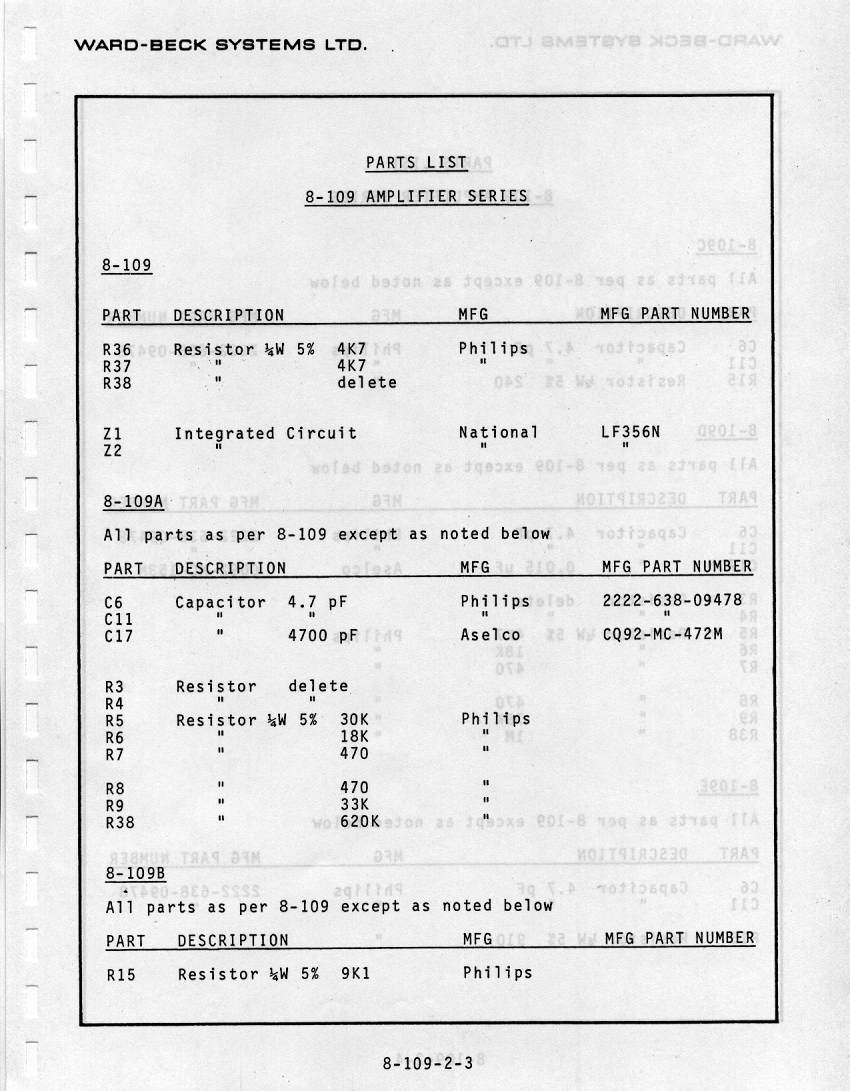 WARD-BECK SYSTEMS LTD.
PARTS LIST
8-109 AMPLIFIER SERIES
8-109
PART DESCRIPTION MFG MFG PART NUMBER
R36 Resistor ¼W 5% 4K7 Philips
R37 " 4K7 "
R38 " delete
Z1 Integrated Circuit National LF356N
Z2 " " "
8-109A
All parts as per 8-109 except as noted below
PART DESCRIPTION MFG MFG PART NUMBER
C6 Capacitor 4.7 pF Philips 2222-638-09478
C11 " " " "
C17 " 4700 pF Aselco CQ92-MC-472M
R3 Resistor delete
R4 " "
R5 Resistor ¼W 5% 30K Philips
R6 " 18K "
R7 " 470 "
R8 " 470 "
R9 " 33K "
R38 " 620K "
8-109B
All parts as per 8-109 except as noted below
PART DESCRIPTION MFG MFG PART NUMBER
R15 Resistor ¼W 5% 9K1 Philips
8-109-2-3